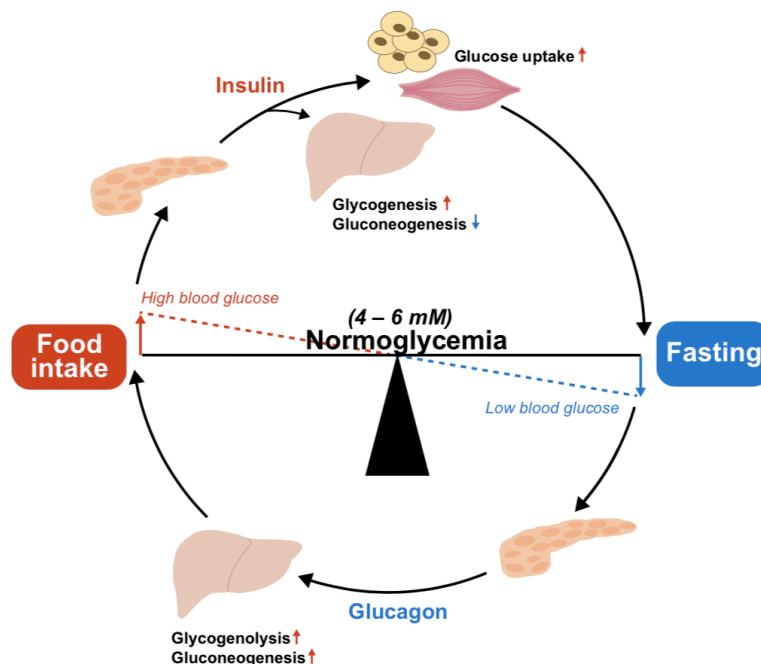 Glucose uptake ↑
Insulin
Glycogenesis ↑
Gluconeogenesis ↓
High blood glucose
(4 – 6 mM)
Normoglycemia
Food
intake
Fasting
Low blood glucose
Glucagon
Glycogenolysis ↑
Gluconeogenesis ↑